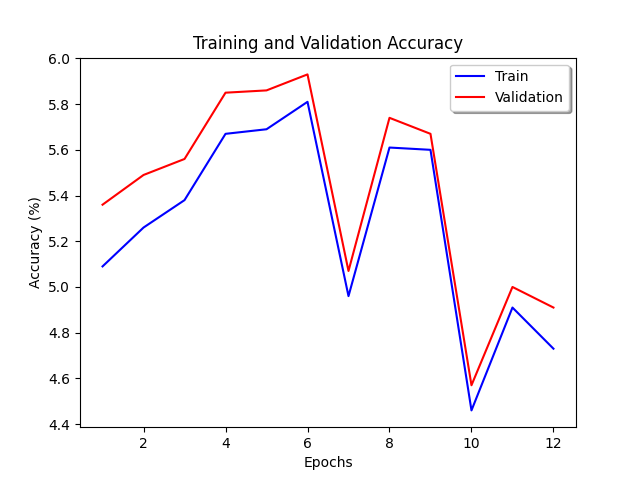 Training and Validation Accuracy
Train
Validation
6.0
5.8
5.6
5.4
5.2
5.0
4.8
4.6
4.4
Accuracy (%)
2 4 6 8 10 12
Epochs